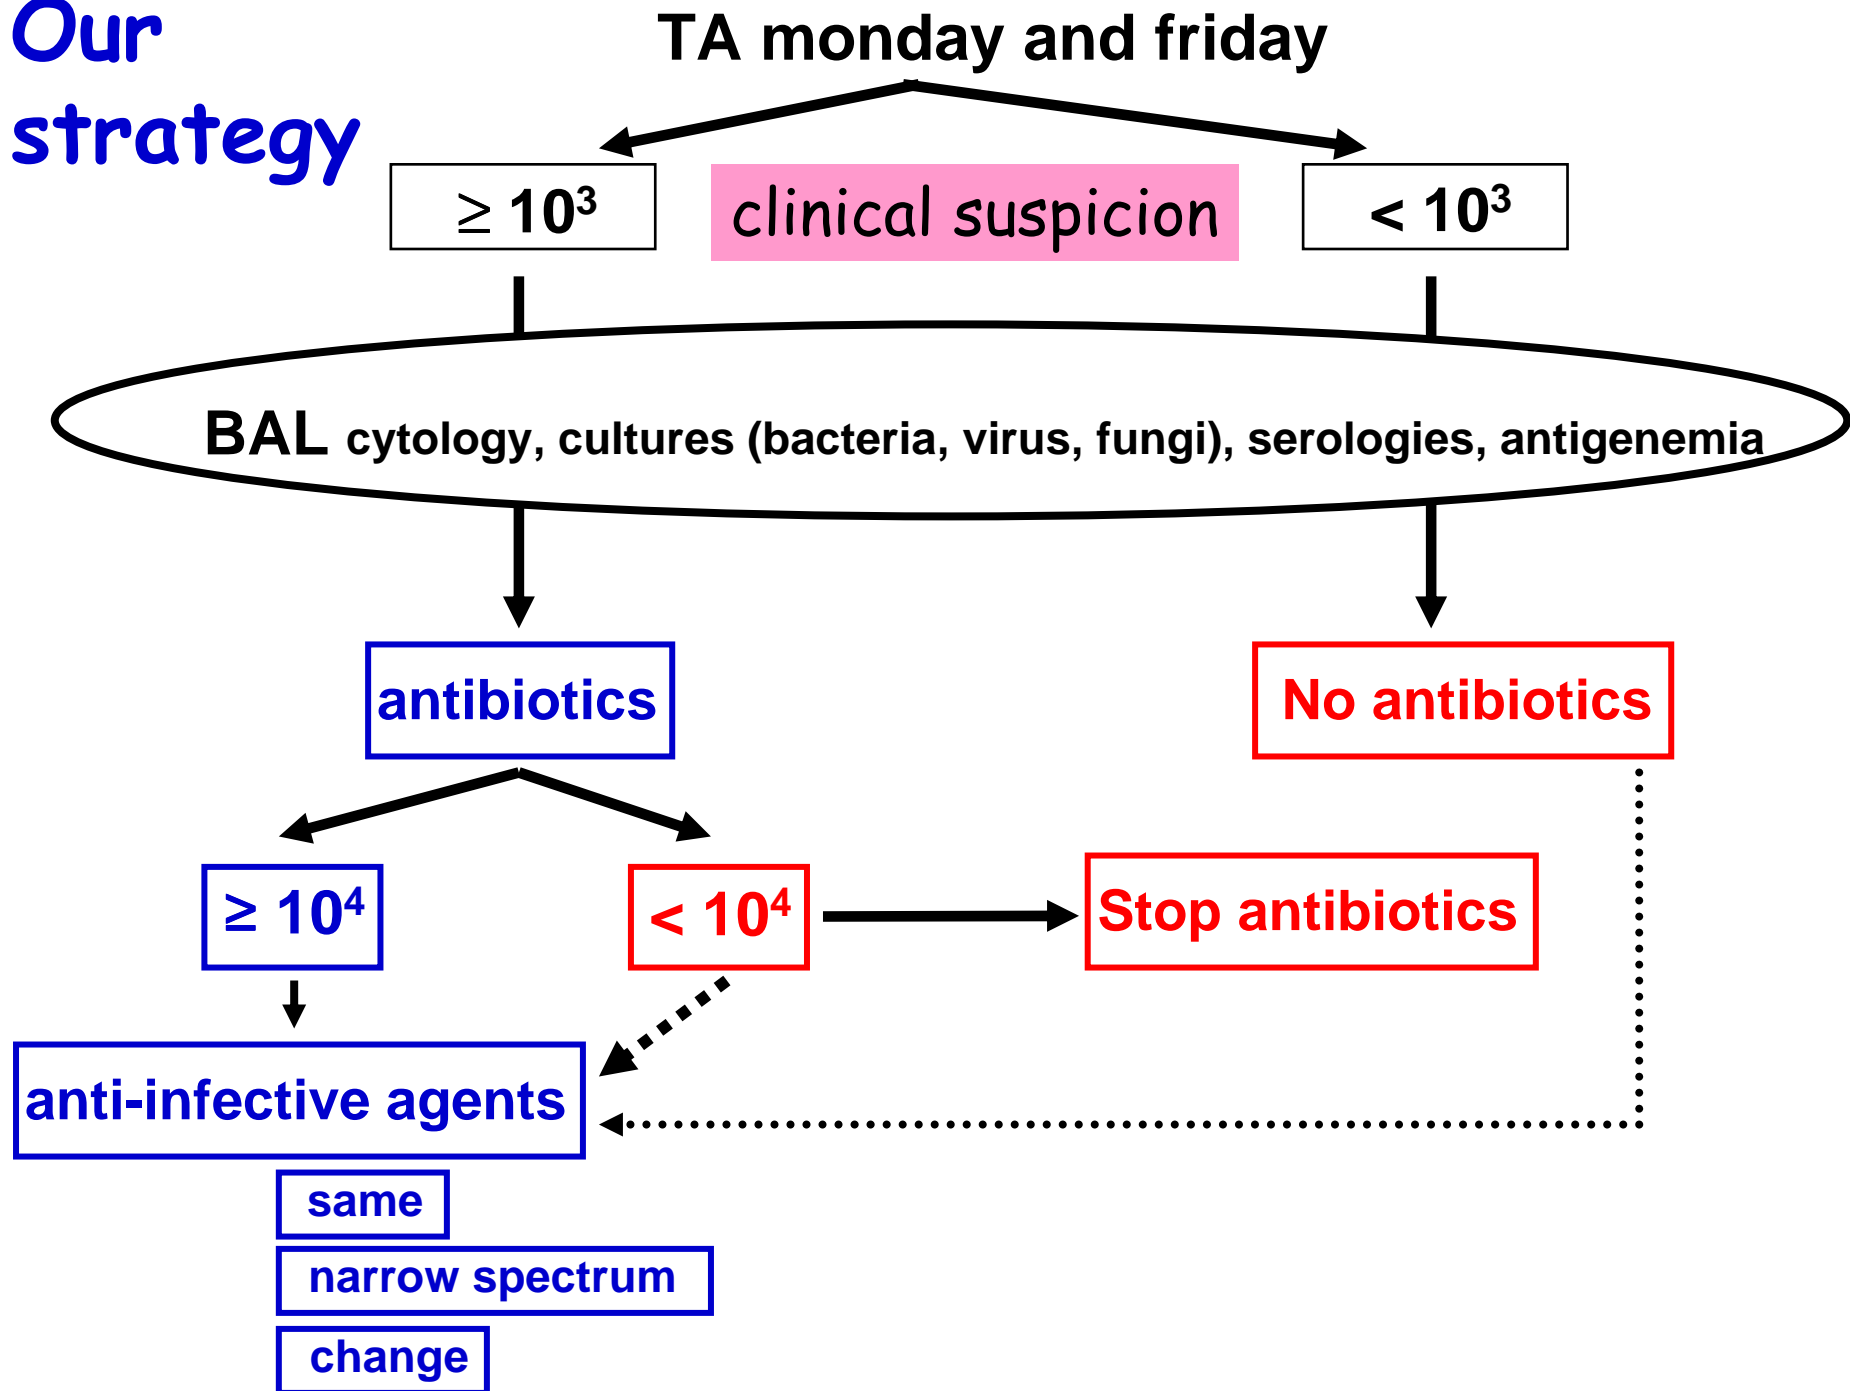 Our
strategy
TA monday and friday
≥ 10³
clinical suspicion
< 10³
BAL cytology, cultures (bacteria, virus, fungi), serologies, antigenemia
antibiotics
No antibiotics
≥ 10⁴
< 10⁴
Stop antibiotics
anti-infective agents
same
narrow spectrum
change